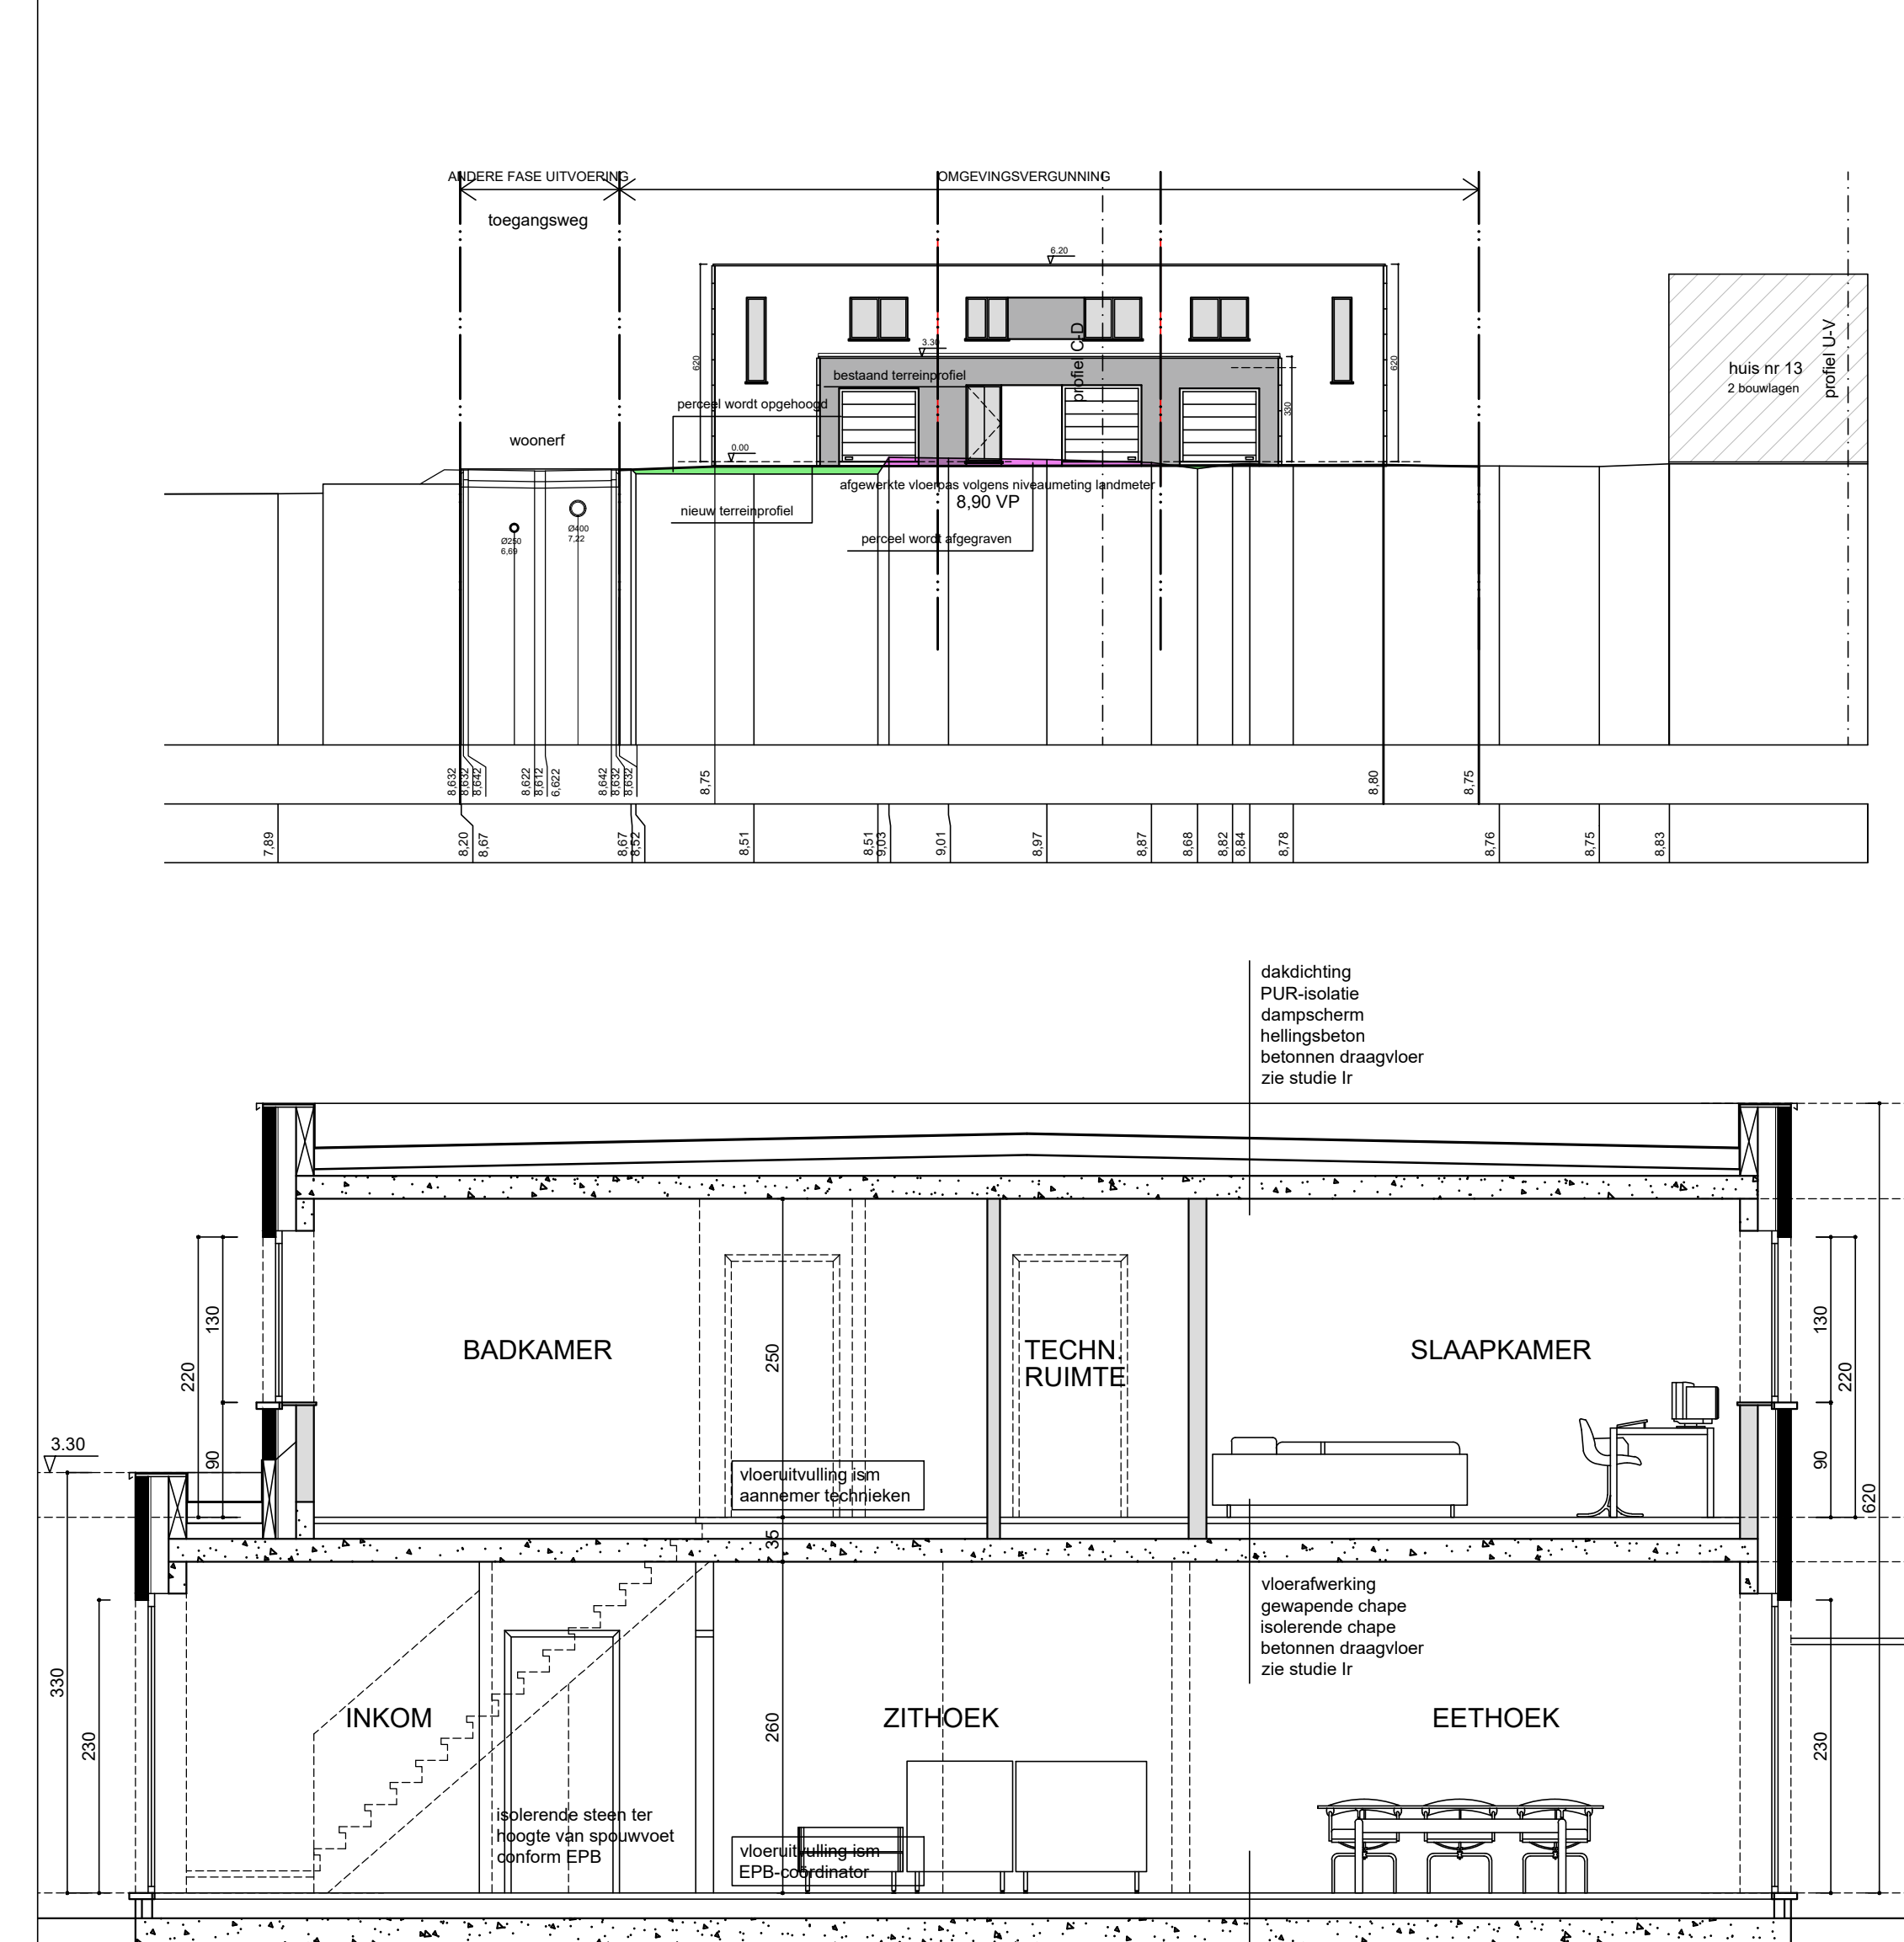 ANDERE FASE UITVOERING
OMGEVINGSVERGUNNING
toegangsweg
6.20
3.30
620
620
profiel C-D
profiel U-V
huis nr 13
2 bouwlagen
bestaand terreinprofiel
perceel wordt opgehoogd
330
woonerf
0.00
afgewerkte vloerpas volgens niveaumeting landmeter
8,90 VP
nieuw terreinprofiel
perceel wordt afgegraven
Ø250
6,69
Ø400
7,22
8,632
8,632
8,642
8,622
8,612
6,622
8,642
8,632
8,632
8,75
8,80
8,75
7,89
8,20
8,67
8,67
8,52
8,51
8,51
9,03
9,01
8,97
8,87
8,68
8,82
8,84
8,78
8,76
8,75
8,83
dakdichting
PUR-isolatie
dampscherm
hellingsbeton
betonnen draagvloer
zie studie Ir
130
220
90
BADKAMER
250
TECHN.
RUIMTE
SLAAPKAMER
130
220
90
620
3.30
vloeruitvulling ism
aannemer technieken
35
vloerafwerking
gewapende chape
isolerende chape
betonnen draagvloer
zie studie Ir
330
230
INKOM
260
ZITHOEK
EETHOEK
230
isolerende steen ter
hoogte van spouwvoet
conform EPB
vloeruitvulling ism
EPB-coördinator